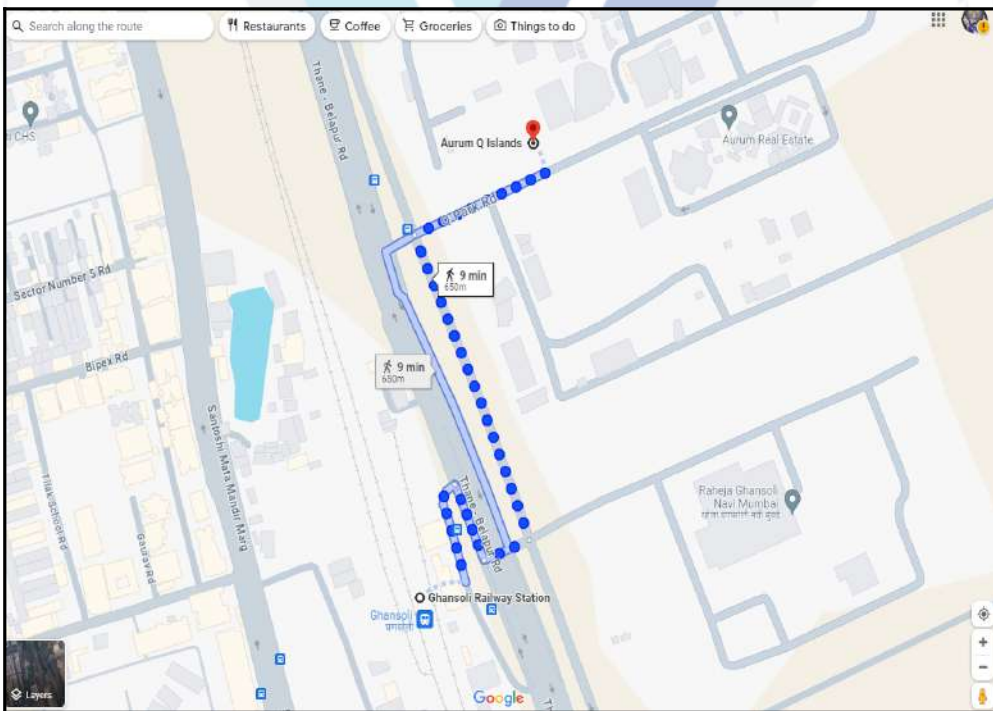 Search along the route
Restaurants
Coffee
Groceries
Things to do
Thane - Belapur Rd
CHS
Aurum Q Islands
Aurum Real Estate
Q Park Rd
9 min
650m
Sector Number 5 Rd
Bipex Rd
9 min
680m
Santoshi Mata Mandir Marg
Tilak School Rd
Gaurav Rd
Thane - Belapur Rd
Raheja Ghansoli
Navi Mumbai
Ghansoli Railway Station
Ghansoli
Layers
Google